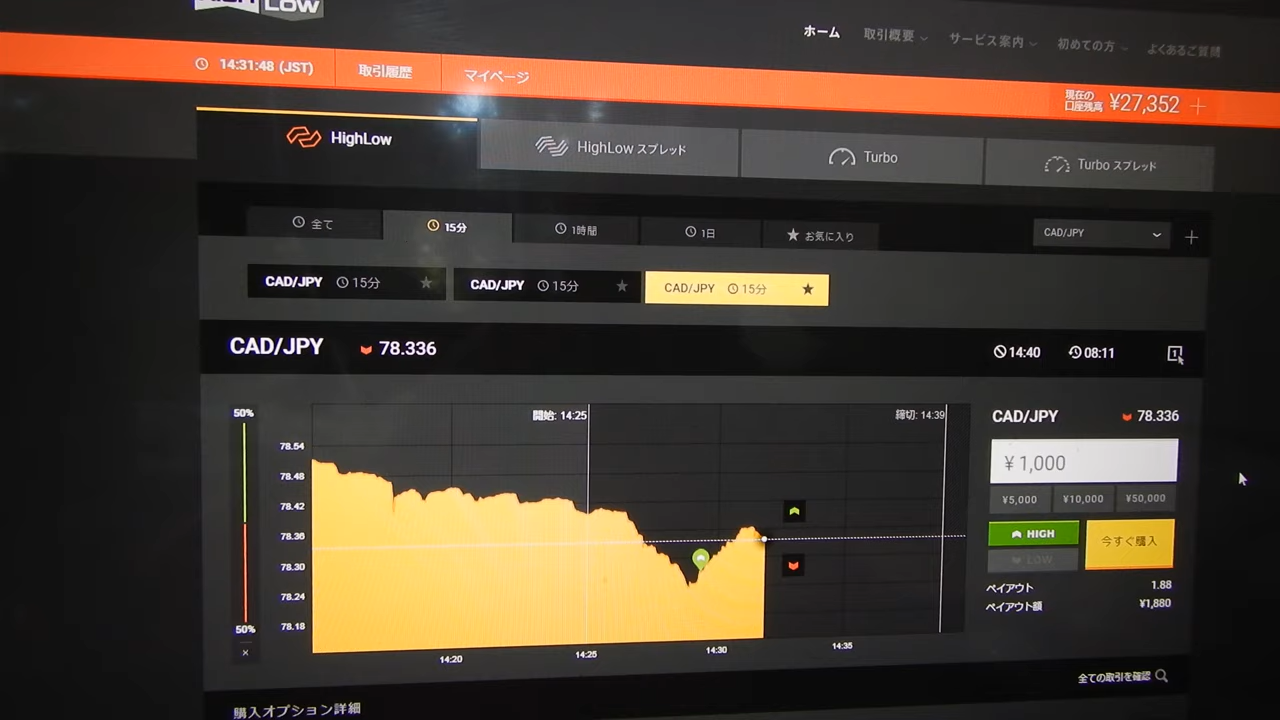 HIGH LOW
ホーム 取引概要 サービス案内 初めての方 よくあるご質問
14:31:48 (JST) 取引履歴 マイページ 現在の口座残高 ¥27,352 +
HighLow HighLow スプレッド Turbo Turbo スプレッド
全て 15分 1時間 1日 お気に入り CAD/JPY +
CAD/JPY 15分 CAD/JPY 15分 CAD/JPY 15分
CAD/JPY 78.336 14:40 08:11 1
50%
開始: 14:25 締切: 14:39
CAD/JPY 78.336
78.54
¥ 1,000
78.48
¥5,000 ¥10,000 ¥50,000
78.42
78.36
HIGH 今すぐ購入
LOW
78.30
ペイアウト 1.88
78.24
ペイアウト額 ¥1,880
78.18
50%
×
14:20 14:25 14:30 14:35
全ての取引を確認
購入オプション詳細